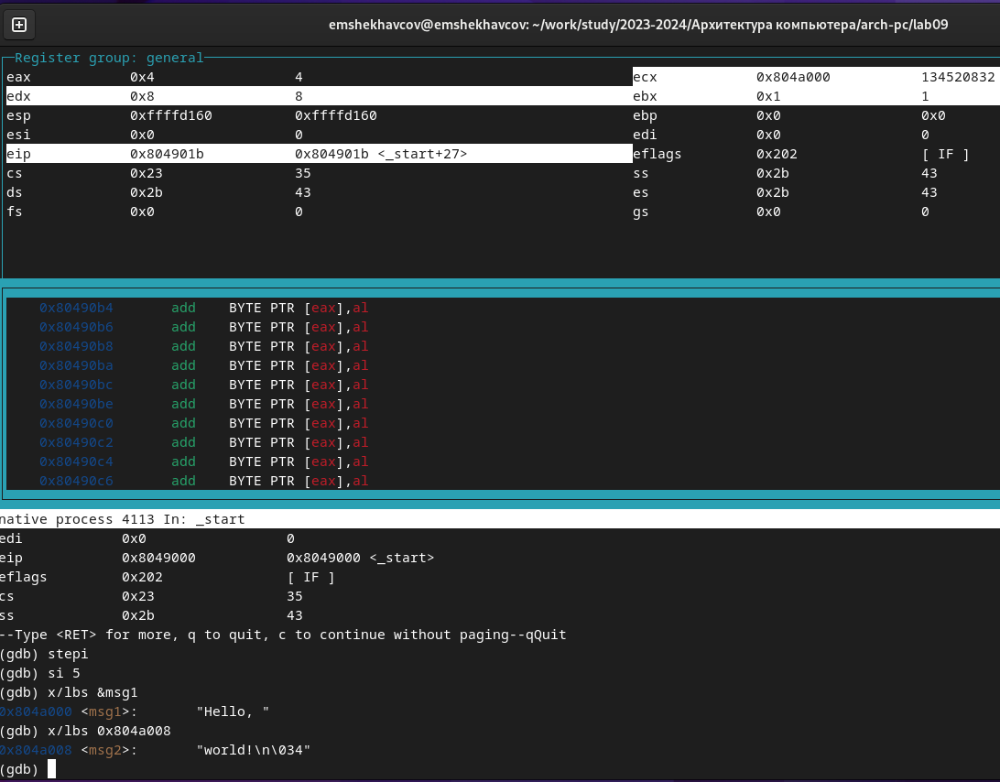 emshekhavcov@emshekhavcov: ~/work/study/2023-2024/Архитектура компьютера/arch-pc/lab09
Register group: general
eax 0x4 4 ecx 0x804a000 134520832
edx 0x8 8 ebx 0x1 1
esp 0xffffd160 0xffffd160 ebp 0x0 0x0
esi 0x0 0 edi 0x0 0
eip 0x804901b 0x804901b <_start+27> eflags 0x202 [ IF ]
cs 0x23 35 ss 0x2b 43
ds 0x2b 43 es 0x2b 43
fs 0x0 0 gs 0x0 0
0x80490b4 add BYTE PTR [eax],al
0x80490b6 add BYTE PTR [eax],al
0x80490b8 add BYTE PTR [eax],al
0x80490ba add BYTE PTR [eax],al
0x80490bc add BYTE PTR [eax],al
0x80490be add BYTE PTR [eax],al
0x80490c0 add BYTE PTR [eax],al
0x80490c2 add BYTE PTR [eax],al
0x80490c4 add BYTE PTR [eax],al
0x80490c6 add BYTE PTR [eax],al
native process 4113 In: _start
edi 0x0 0
eip 0x8049000 0x8049000 <_start>
eflags 0x202 [ IF ]
cs 0x23 35
ss 0x2b 43
--Type <RET> for more, q to quit, c to continue without paging--qQuit
(gdb) stepi
(gdb) si 5
(gdb) x/lbs &msg1
0x804a000 <msg1>: "Hello, "
(gdb) x/lbs 0x804a008
0x804a008 <msg2>: "world!\n\034"
(gdb)